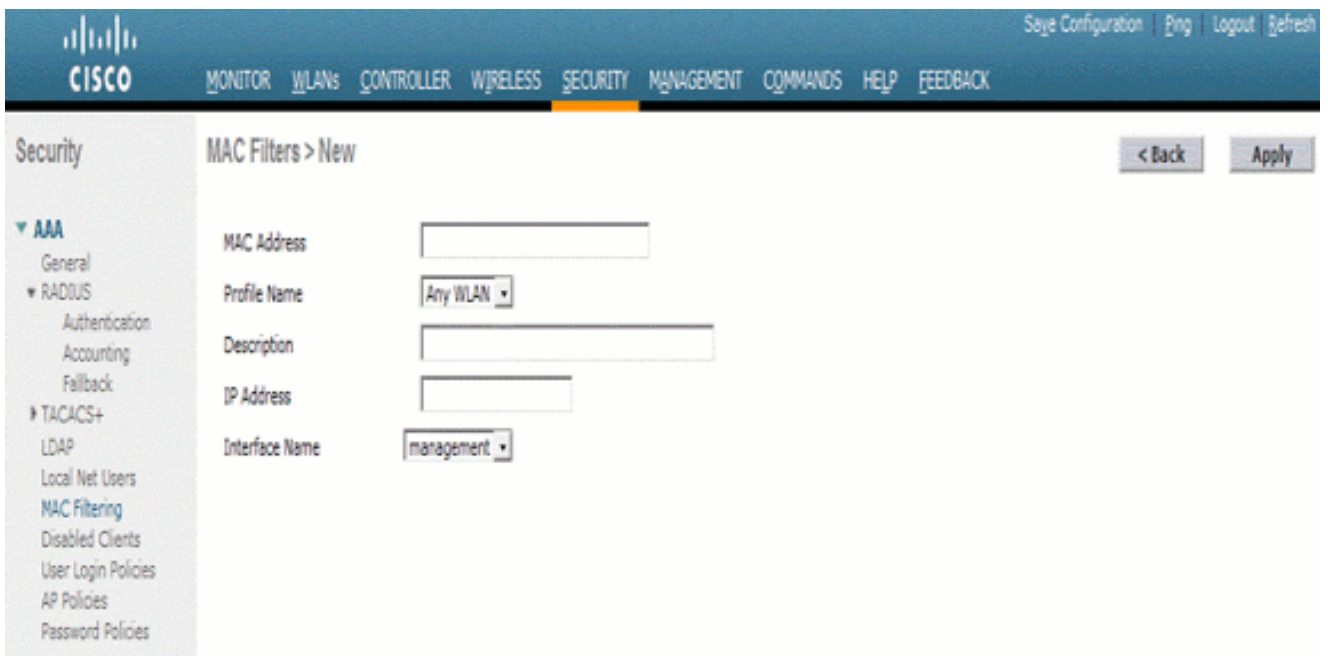 Save Configuration | Ping | Logout | Refresh
CISCO
MONITOR WLANs CONTROLLER WIRELESS SECURITY MANAGEMENT COMMANDS HELP FEEDBACK
Security
MAC Filters > New
< Back
Apply
AAA
General
RADIUS
Authentication
Accounting
Fallback
TACACS+
LDAP
Local Net Users
MAC Filtering
Disabled Clients
User Login Policies
AP Policies
Password Policies
MAC Address
Profile Name Any WLAN
Description
IP Address
Interface Name management